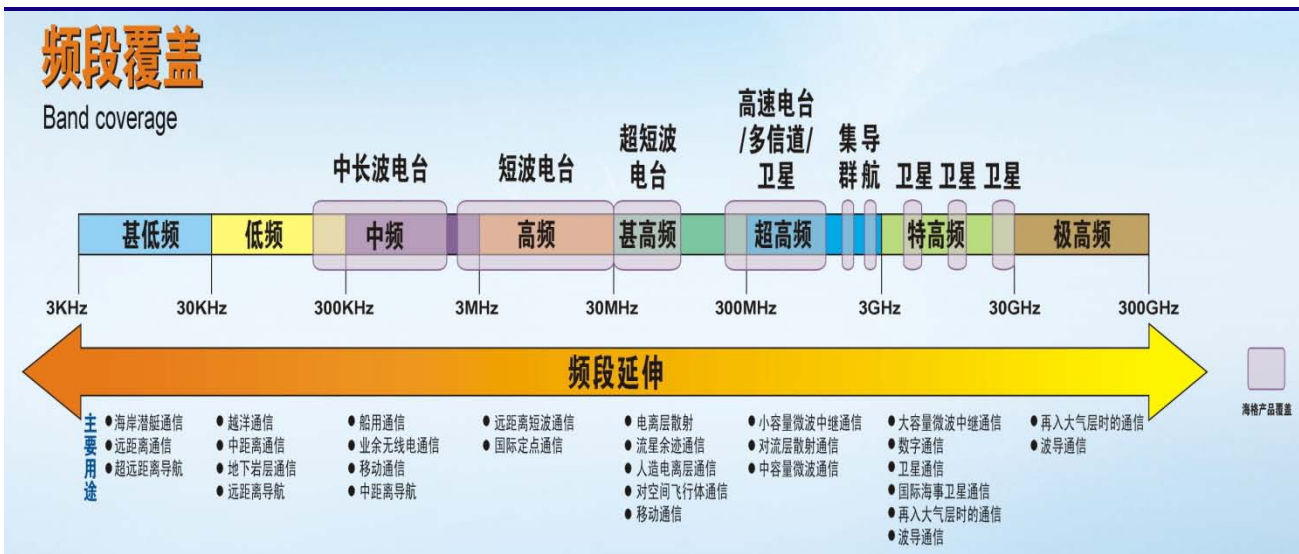 频段覆盖
Band coverage
中长波电台
短波电台
超短波
电台
高速电台
/多信道/
卫星
集
群
导
航
卫星
卫星
卫星
甚低频
低频
中频
高频
甚高频
超高频
特高频
极高频
3KHz
30KHz
300KHz
3MHz
30MHz
300MHz
3GHz
30GHz
300GHz
频段延伸
海格产品覆盖
主要用途
●海岸潜艇通信
●远距离通信
●超远距离导航
●越洋通信
●中距离通信
●地下岩层通信
●远距离导航
●船用通信
●业余无线电通信
●移动通信
●中距离导航
●远距离短波通信
●国际定点通信
●电离层散射
●流星余迹通信
●人造电离层通信
●对空间飞行体通信
●移动通信
●小容量微波中继通信
●对流层散射通信
●中容量微波通信
●大容量微波中继通信
●数字通信
●卫星通信
●国际海事卫星通信
●再入大气层时的通信
●波导通信
●再入大气层时的通信
●波导通信